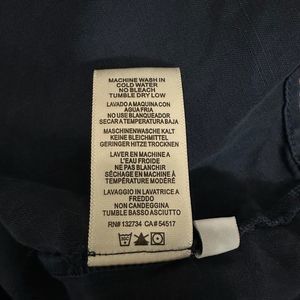 MACHINE WASH IN
COLD WATER
NO BLEACH
TUMBLE DRY LOW
LAVADO A MAQUINA CON
AGUA FRIA
NO USE BLANQUEADOR
SECAR A TEMPERATURA BAJA
MASCHINENWASCHE KALT
KEINE BLEICHMITTEL
GERINGER HITZE TROCKNEN
LAVER EN MACHINE A
L'EAU FROIDE
NE PAS BLANCHIR
SÉCHAGE EN MACHINE À
TEMPÉRATURE MODÉRÉ
LAVAGGIO IN LAVATRICE A
FREDDO
NON CANDEGGINA
TUMBLE BASSO ASCIUTTO
RN# 132734 CA# 54517